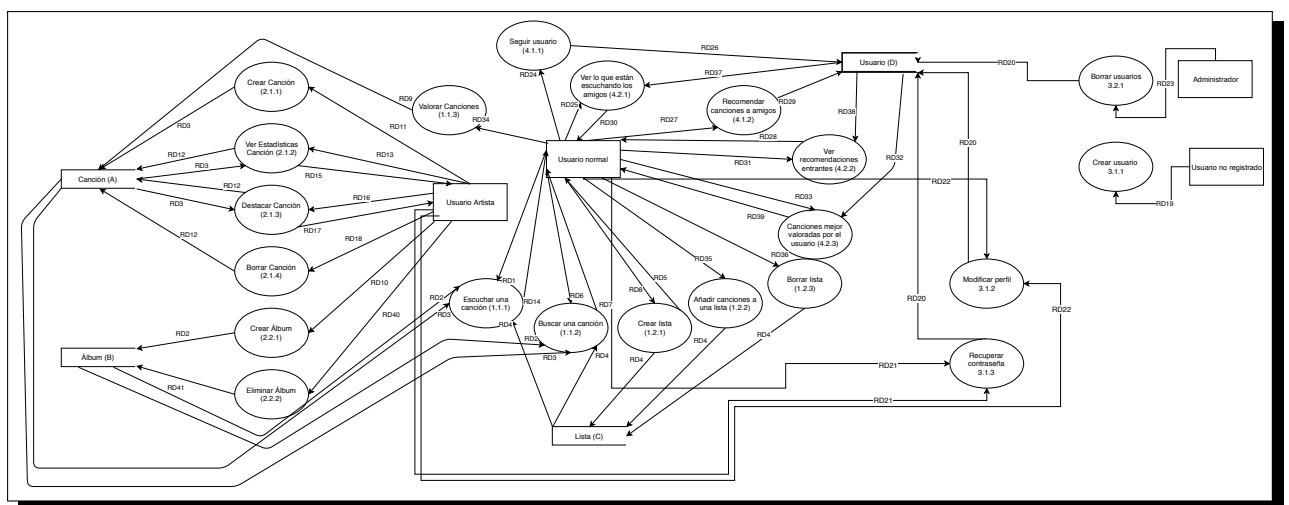 Seguir usuario
(4.1.1)
RD26
RD20
Usuario (D)
Borrar usuarios
3.2.1
RD23
Administrador
RD24
Ver lo que están
escuchando los
amigos (4.2.1)
RD37
RD25
RD30
Recomendar
canciones a amigos
(4.1.2)
RD29
RD38
RD27
RD28
RD32
RD20
Crear Canción
(2.1.1)
RD9
Valorar Canciones
(1.1.3)
RD34
RD3
RD11
Ver Estadísticas
Canción (2.1.2)
RD12
RD13
RD3
RD15
Usuario normal
RD31
Ver
recomendaciones
entrantes (4.2.2)
RD22
Crear usuario
3.1.1
Usuario no registrado
RD19
Canción (A)
RD12
RD3
Destacar Canción
(2.1.3)
RD16
RD17
Usuario Artista
RD33
RD39
Canciones mejor
valoradas por el
usuario (4.2.3)
RD12
RD18
Borrar Canción
(2.1.4)
RD10
RD35
RD36
Borrar lista
(1.2.3)
Modificar perfil
3.1.2
RD1
RD14
RD6
RD7
RD8
RD5
RD2
RD3
RD4
Escuchar una
canción (1.1.1)
Añadir canciones a
una lista (1.2.2)
RD20
RD22
RD40
Crear Álbum
(2.2.1)
RD2
Buscar una canción
(1.1.2)
Crear lista
(1.2.1)
RD4
RD4
RD2
RD3
RD4
RD4
Álbum (B)
RD41
Eliminar Álbum
(2.2.2)
Recuperar
contraseña
3.1.3
RD21
RD21
Lista (C)